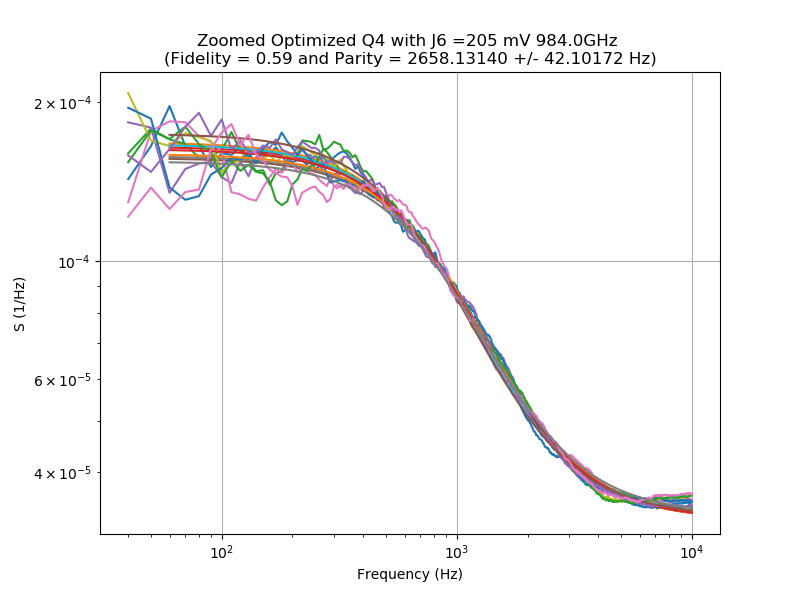 Zoomed Optimized Q4 with J6 =205 mV 984.0GHz
(Fidelity = 0.59 and Parity = 2658.13140 +/- 42.10172 Hz)
2 × 10⁻⁴
10⁻⁴
6 × 10⁻⁵
4 × 10⁻⁵
S (1/Hz)
10² 10³ 10⁴
Frequency (Hz)